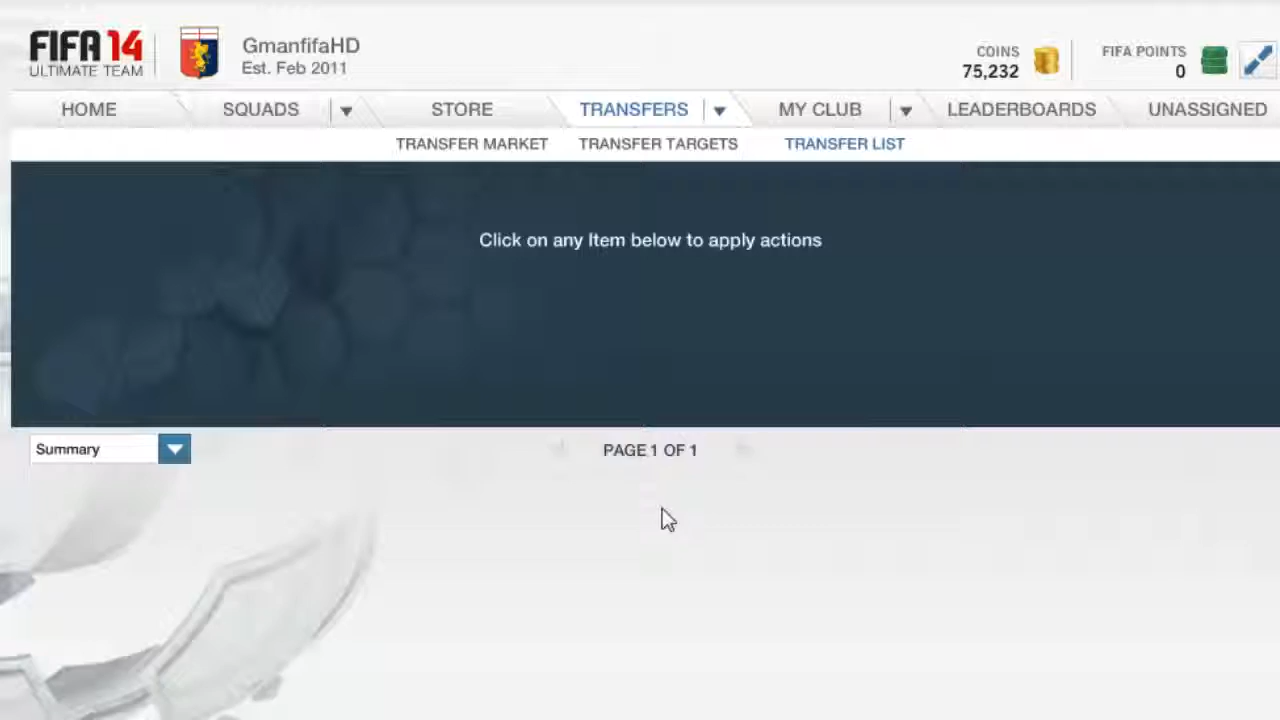 FIFA 14
ULTIMATE TEAM
GmanfifaHD
Est. Feb 2011
COINS
75,232
FIFA POINTS
0
HOME
SQUADS
STORE
TRANSFERS
MY CLUB
LEADERBOARDS
UNASSIGNED
TRANSFER MARKET
TRANSFER TARGETS
TRANSFER LIST
Click on any Item below to apply actions
Summary
PAGE 1 OF 1